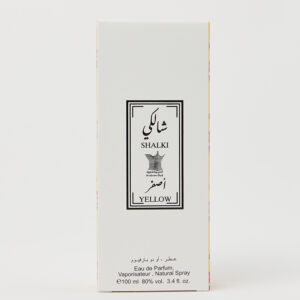 شالكي
SHALKI
أصفر
YELLOW
عطر ، أو دو بارفيوم
Eau de Parfum,
Vaporisateur . Natural Spray
℮100 ml 80% vol. 3.4 fl. oz.